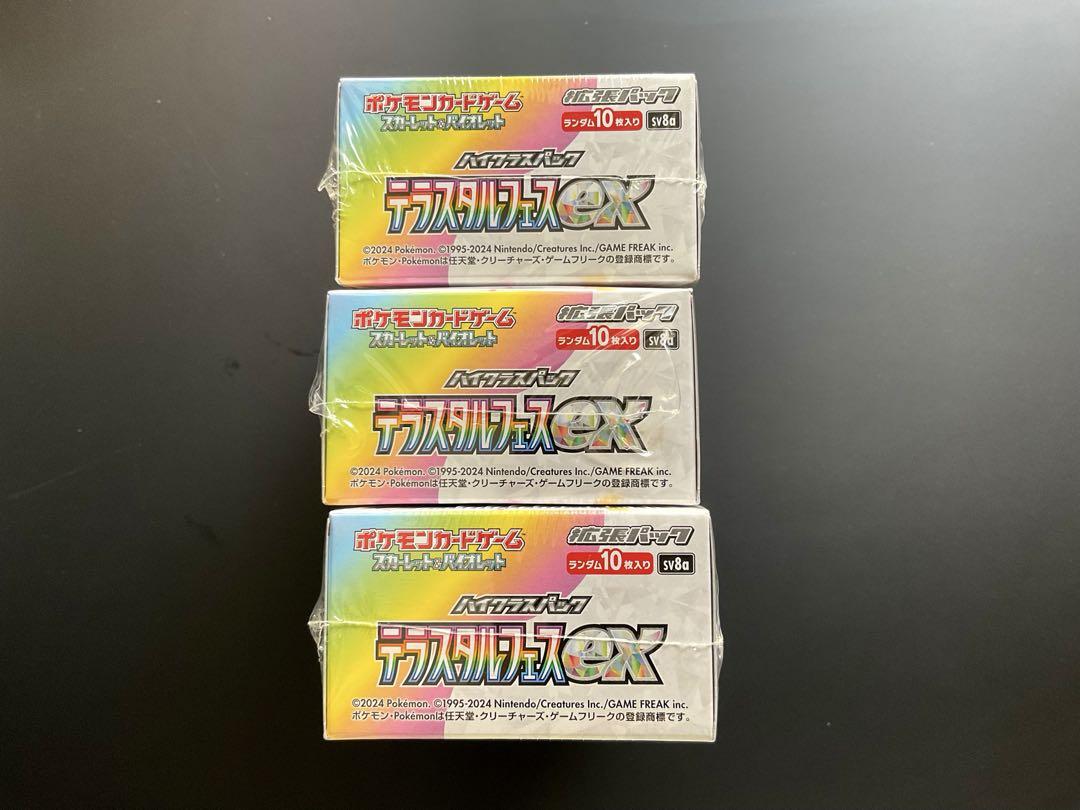 ポケモンカードゲーム
スカーレット&バイオレット
拡張パック
ランダム10枚入り sv8a
ハイクラスパック
テラスタルフェスex
©2024 Pokémon. ©1995-2024 Nintendo/Creatures Inc./GAME FREAK inc.
ポケモン・Pokémonは任天堂・クリーチャーズ・ゲームフリークの登録商標です。
ポケモンカードゲーム
スカーレット&バイオレット
拡張パック
ランダム10枚入り sv8a
ハイクラスパック
テラスタルフェスex
©2024 Pokémon. ©1995-2024 Nintendo/Creatures Inc./GAME FREAK inc.
ポケモン・Pokémonは任天堂・クリーチャーズ・ゲームフリークの登録商標です。
ポケモンカードゲーム
スカーレット&バイオレット
拡張パック
ランダム10枚入り sv8a
ハイクラスパック
テラスタルフェスex
©2024 Pokémon. ©1995-2024 Nintendo/Creatures Inc./GAME FREAK inc.
ポケモン・Pokémonは任天堂・クリーチャーズ・ゲームフリークの登録商標です。